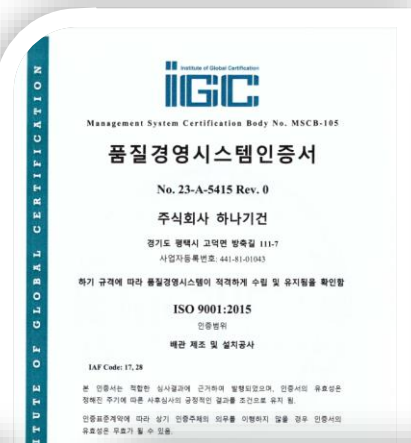 INSTITUTE OF GLOBAL CERTIFICATION
Institute of Global Certification
IGC
Management System Certification Body No. MSCB-105
품질경영시스템인증서
No. 23-A-5415 Rev. 0
주식회사 하나기건
경기도 평택시 고덕면 방축길 111-7
사업자등록번호: 441-81-01043
하기 규격에 따라 품질경영시스템이 적격하게 수립 및 유지됨을 확인함
ISO 9001:2015
인증범위
배관 제조 및 설치공사
IAF Code: 17, 28
본 인증서는 적합한 심사결과에 근거하여 발행되었으며, 인증서의 유효성은
정해진 주기에 따른 사후심사의 긍정적인 결과를 조건으로 유지 됨.
인증표준계약에 따라 상기 인증주체의 의무를 이행하지 않을 경우 인증서의
유효성은 무효가 될 수 있음.